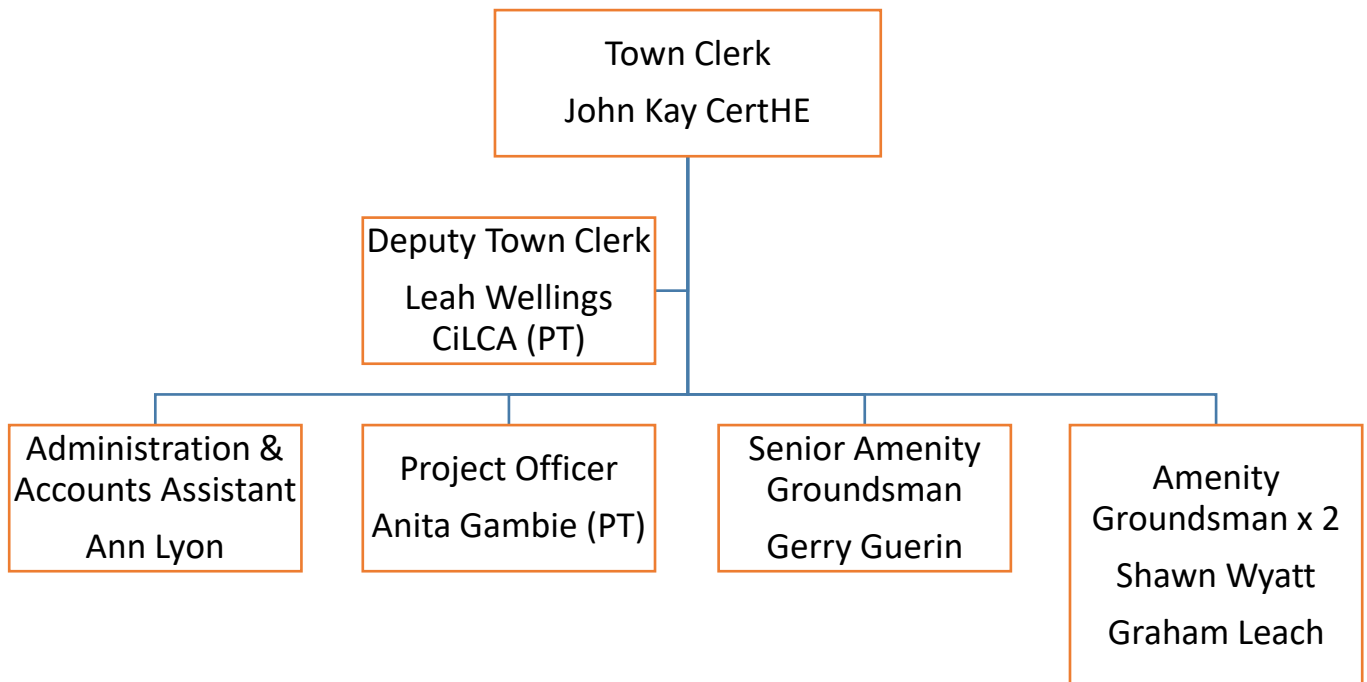 Town Clerk
John Kay CertHE
Deputy Town Clerk
Leah Wellings
CiLCA (PT)
Administration &
Accounts Assistant
Ann Lyon
Project Officer
Anita Gambie (PT)
Senior Amenity
Groundsman
Gerry Guerin
Amenity
Groundsman x 2
Shawn Wyatt
Graham Leach